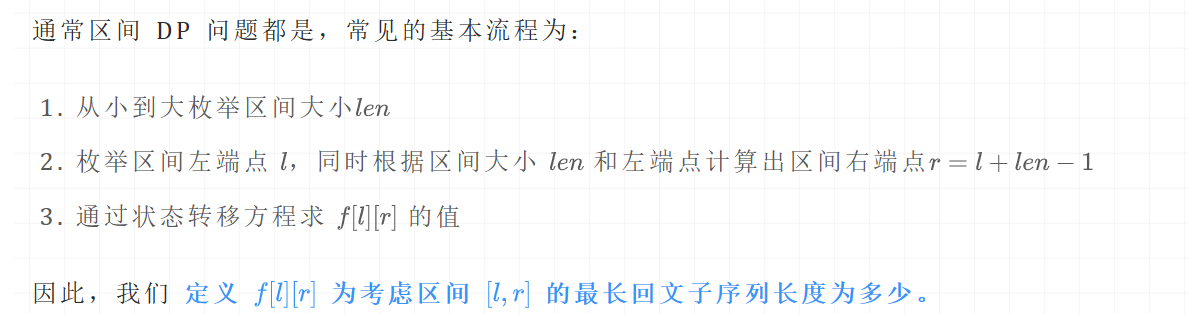 通常区间 DP 问题都是，常见的基本流程为：
1. 从小到大枚举区间大小len
2. 枚举区间左端点 l，同时根据区间大小 len 和左端点计算出区间右端点r = l + len − 1
3. 通过状态转移方程求 f[l][r] 的值
因此，我们 定义 f[l][r] 为考虑区间 [l, r] 的最长回文子序列长度为多少。